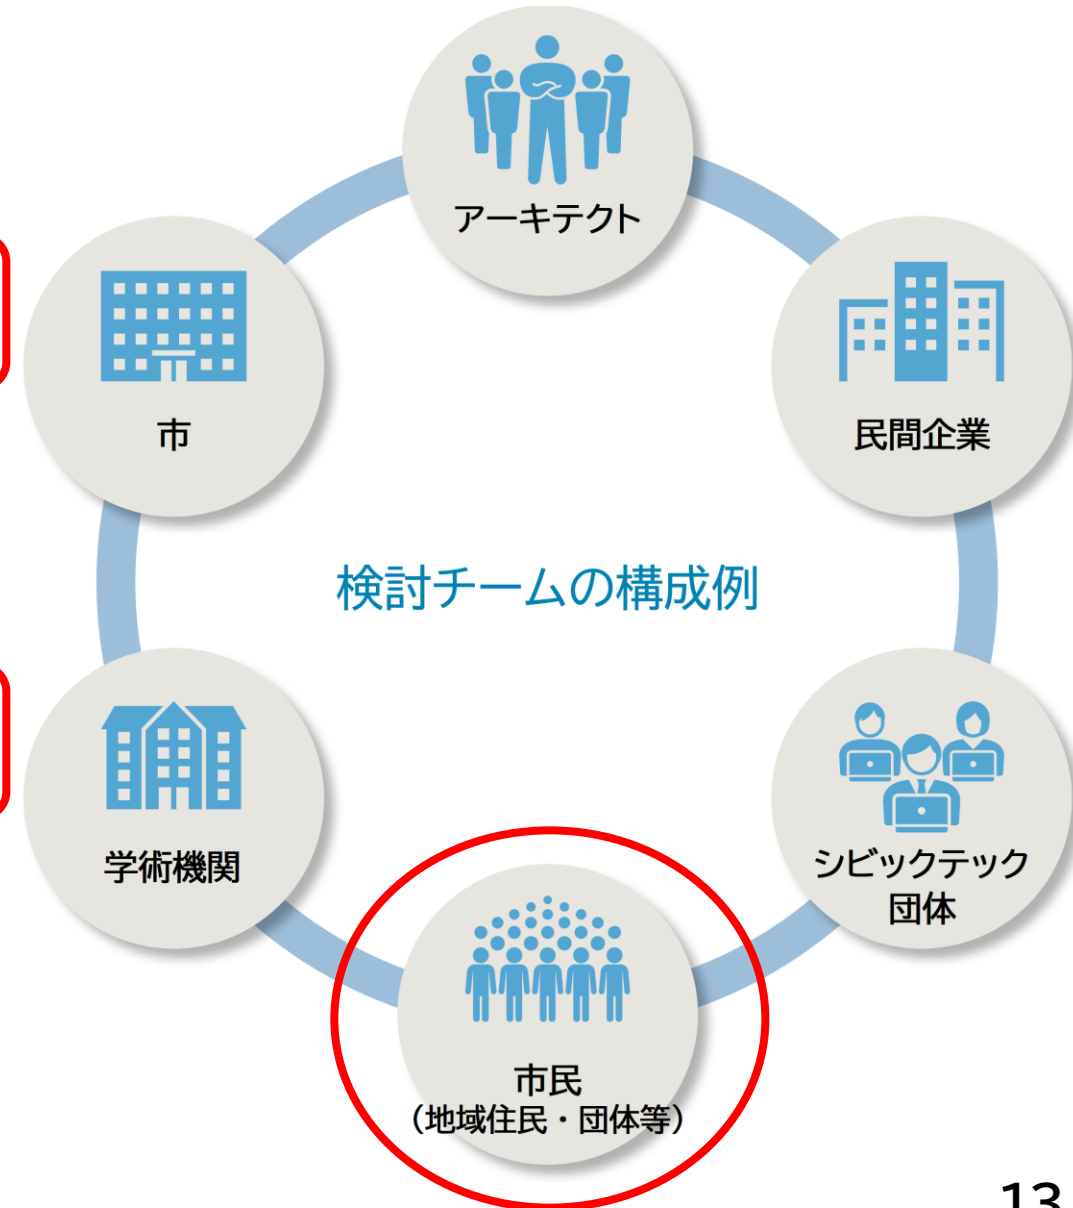 アーキテクト
市
民間企業
検討チームの構成例
学術機関
シビックテック
団体
市民
（地域住民・団体等）
13